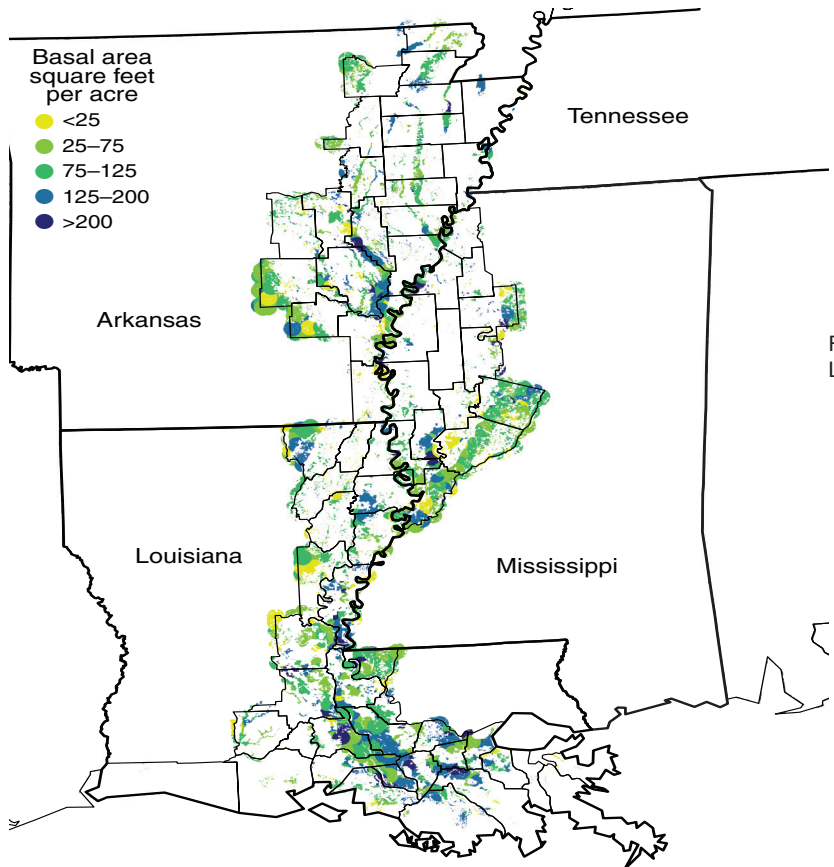 Basal area
square feet
per acre
<25
25–75
75–125
125–200
>200
Tennessee
Arkansas
Louisiana
Mississippi